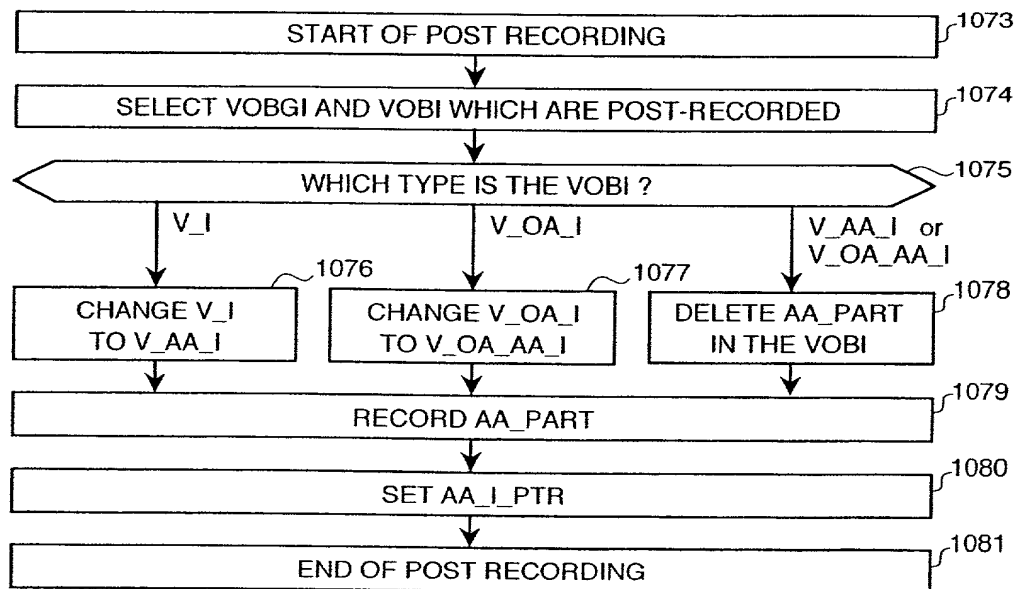 START OF POST RECORDING
1073
SELECT VOBGI AND VOBI WHICH ARE POST-RECORDED
1074
WHICH TYPE IS THE VOBI ?
1075
V_I
V_OA_I
V_AA_I or
V_OA_AA_I
1076
CHANGE V_I
TO V_AA_I
1077
CHANGE V_OA_I
TO V_OA_AA_I
1078
DELETE AA_PART
IN THE VOBI
RECORD AA_PART
1079
SET AA_I_PTR
1080
END OF POST RECORDING
1081